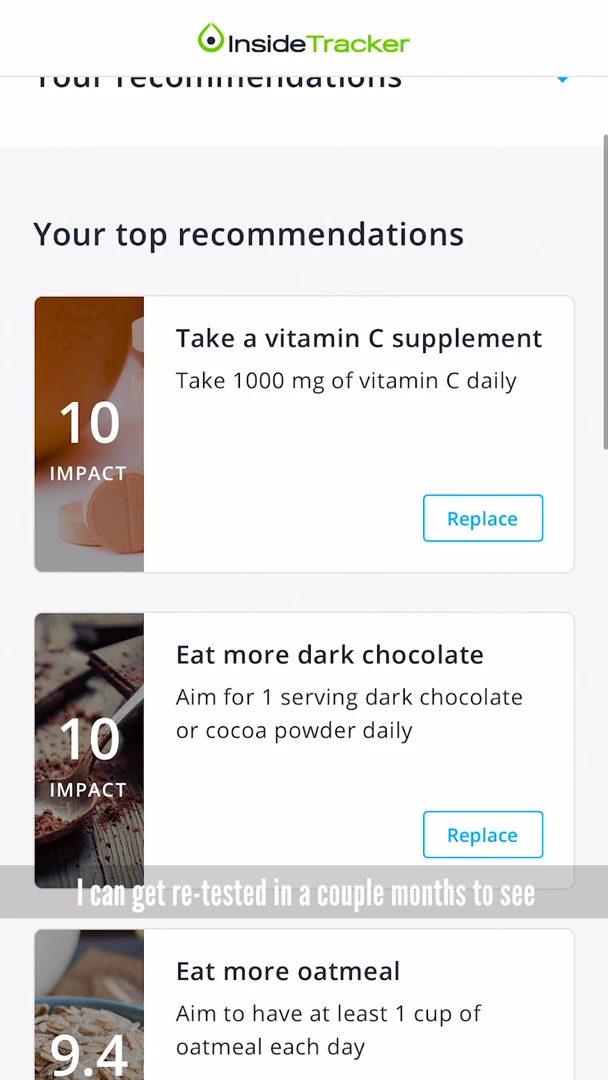 InsideTracker
Your recommendations
Your top recommendations
10
IMPACT
Take a vitamin C supplement
Take 1000 mg of vitamin C daily
Replace
10
IMPACT
Eat more dark chocolate
Aim for 1 serving dark chocolate
or cocoa powder daily
Replace
I can get re-tested in a couple months to see
9.4
Eat more oatmeal
Aim to have at least 1 cup of
oatmeal each day